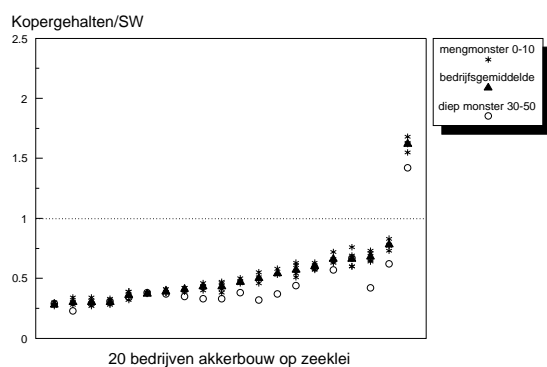 Kopergehalten/SW
2.5
2
1.5
1
0.5
0
mengmonster 0-10
bedrijfsgemiddelde
diep monster 30-50
20 bedrijven akkerbouw op zeeklei